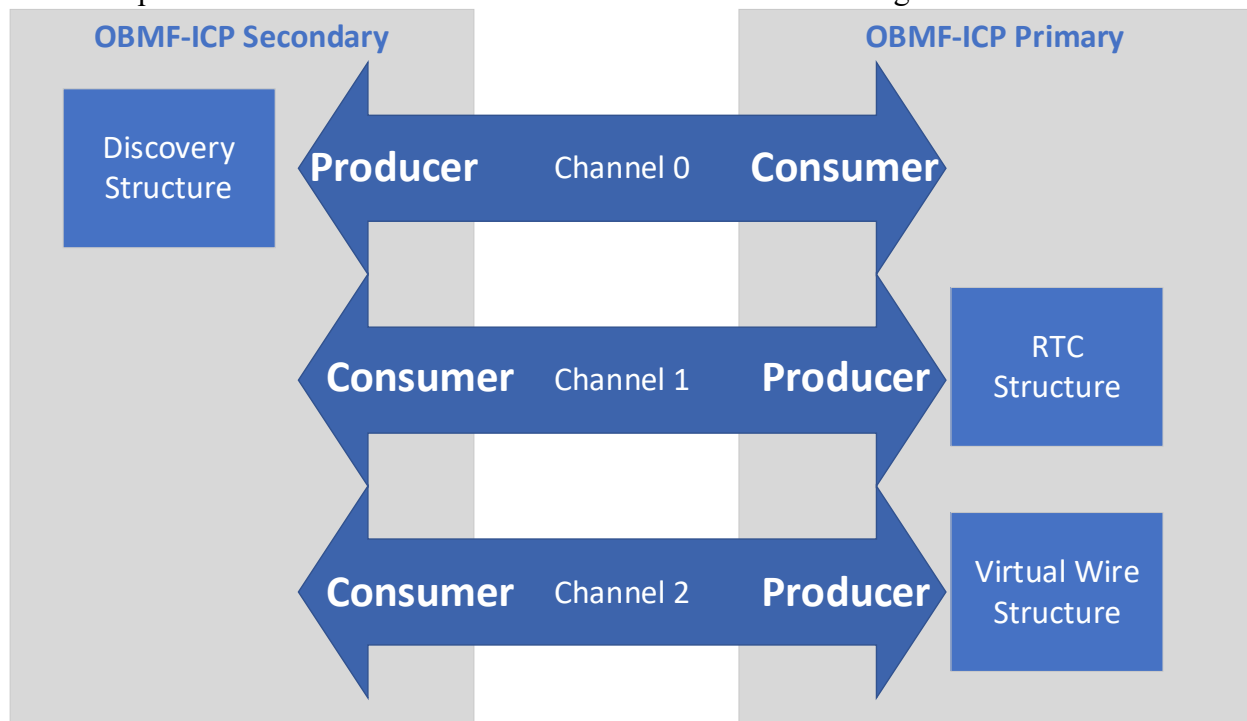 OBMF-ICP Secondary
OBMF-ICP Primary
Discovery
Structure
Producer
Channel 0
Consumer
Consumer
Channel 1
Producer
RTC
Structure
Consumer
Channel 2
Producer
Virtual Wire
Structure